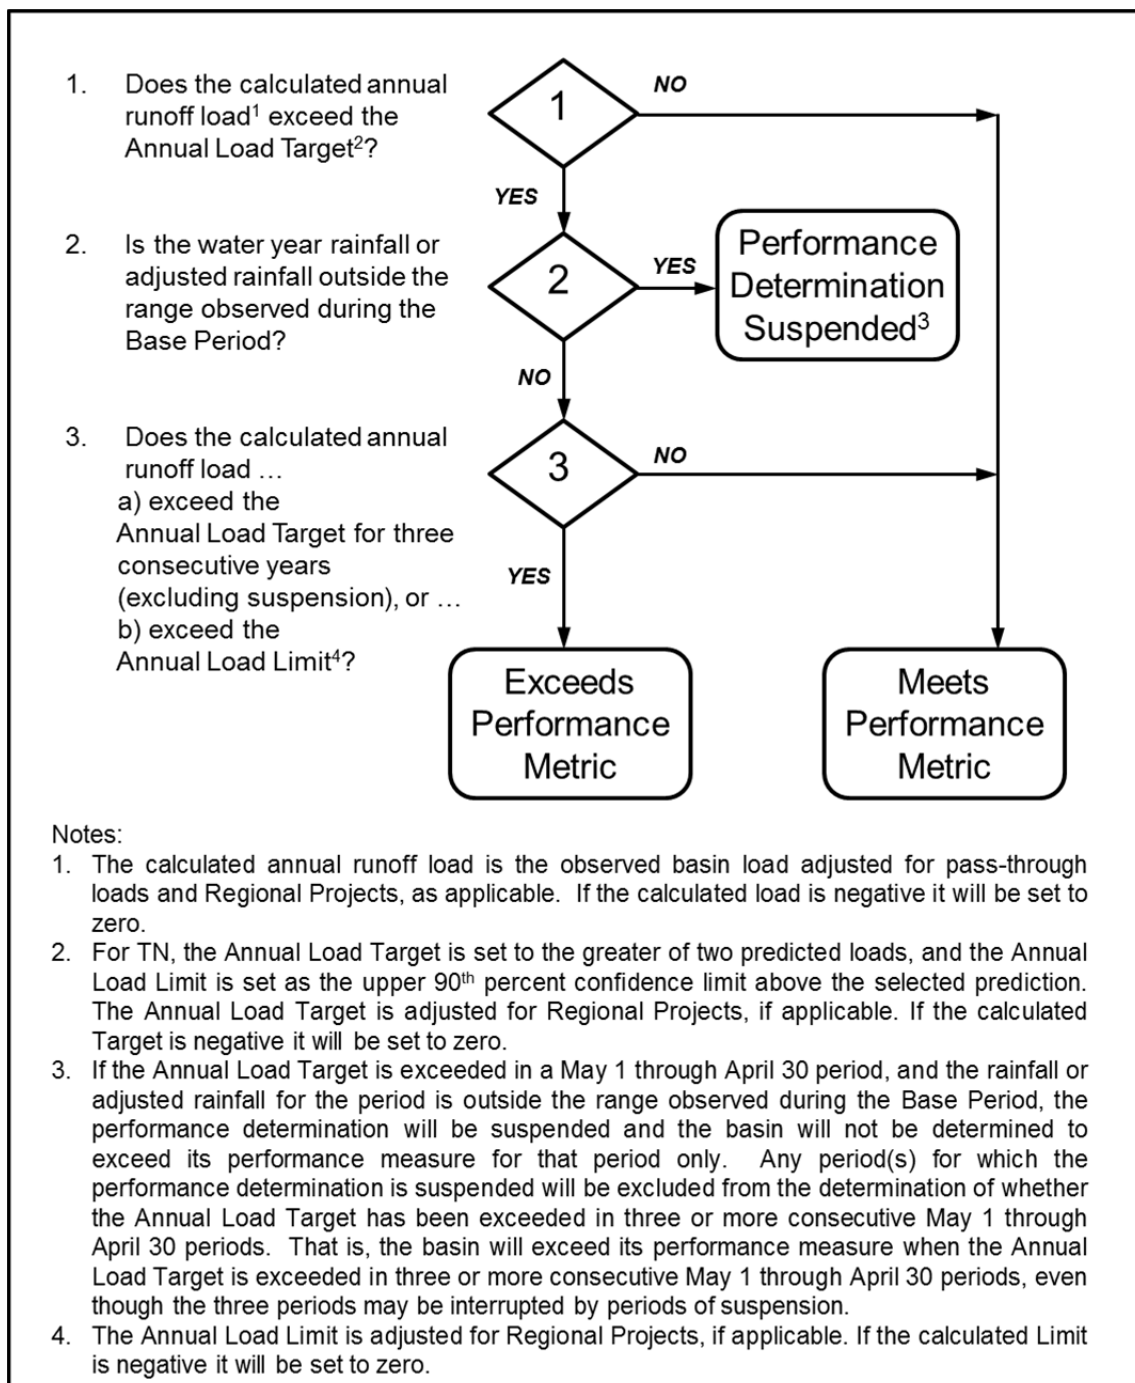 1. Does the calculated annual
runoff load¹ exceed the
Annual Load Target²?
1
NO
YES
2. Is the water year rainfall or
adjusted rainfall outside the
range observed during the
Base Period?
2
YES
Performance
Determination
Suspended³
NO
3. Does the calculated annual
runoff load …
a) exceed the
Annual Load Target for three
consecutive years
(excluding suspension), or …
b) exceed the
Annual Load Limit⁴?
3
NO
YES
Exceeds
Performance
Metric
Meets
Performance
Metric
Notes:
1. The calculated annual runoff load is the observed basin load adjusted for pass-through
loads and Regional Projects, as applicable. If the calculated load is negative it will be set to
zero.
2. For TN, the Annual Load Target is set to the greater of two predicted loads, and the Annual
Load Limit is set as the upper 90th percent confidence limit above the selected prediction.
The Annual Load Target is adjusted for Regional Projects, if applicable. If the calculated
Target is negative it will be set to zero.
3. If the Annual Load Target is exceeded in a May 1 through April 30 period, and the rainfall or
adjusted rainfall for the period is outside the range observed during the Base Period, the
performance determination will be suspended and the basin will not be determined to
exceed its performance measure for that period only. Any period(s) for which the
performance determination is suspended will be excluded from the determination of whether
the Annual Load Target has been exceeded in three or more consecutive May 1 through
April 30 periods. That is, the basin will exceed its performance measure when the Annual
Load Target is exceeded in three or more consecutive May 1 through April 30 periods, even
though the three periods may be interrupted by periods of suspension.
4. The Annual Load Limit is adjusted for Regional Projects, if applicable. If the calculated Limit
is negative it will be set to zero.